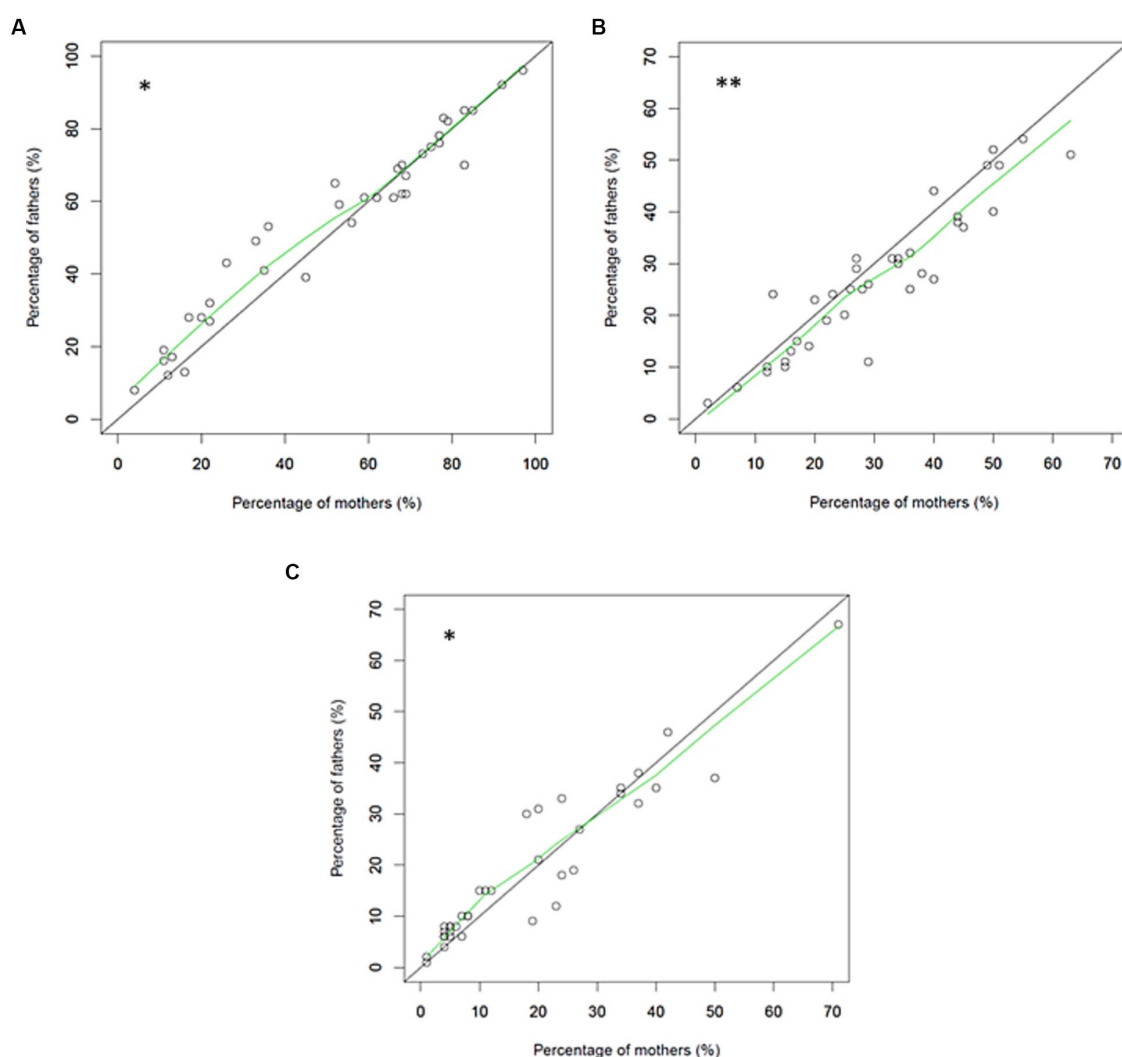 A
*
Percentage of fathers (%)
100
80
60
40
20
0
0 20 40 60 80 100
Percentage of mothers (%)
B
**
Percentage of fathers (%)
70
60
50
40
30
20
10
0
0 10 20 30 40 50 60 70
Percentage of mothers (%)
C
*
Percentage of fathers (%)
70
60
50
40
30
20
10
0
0 10 20 30 40 50 60 70
Percentage of mothers (%)